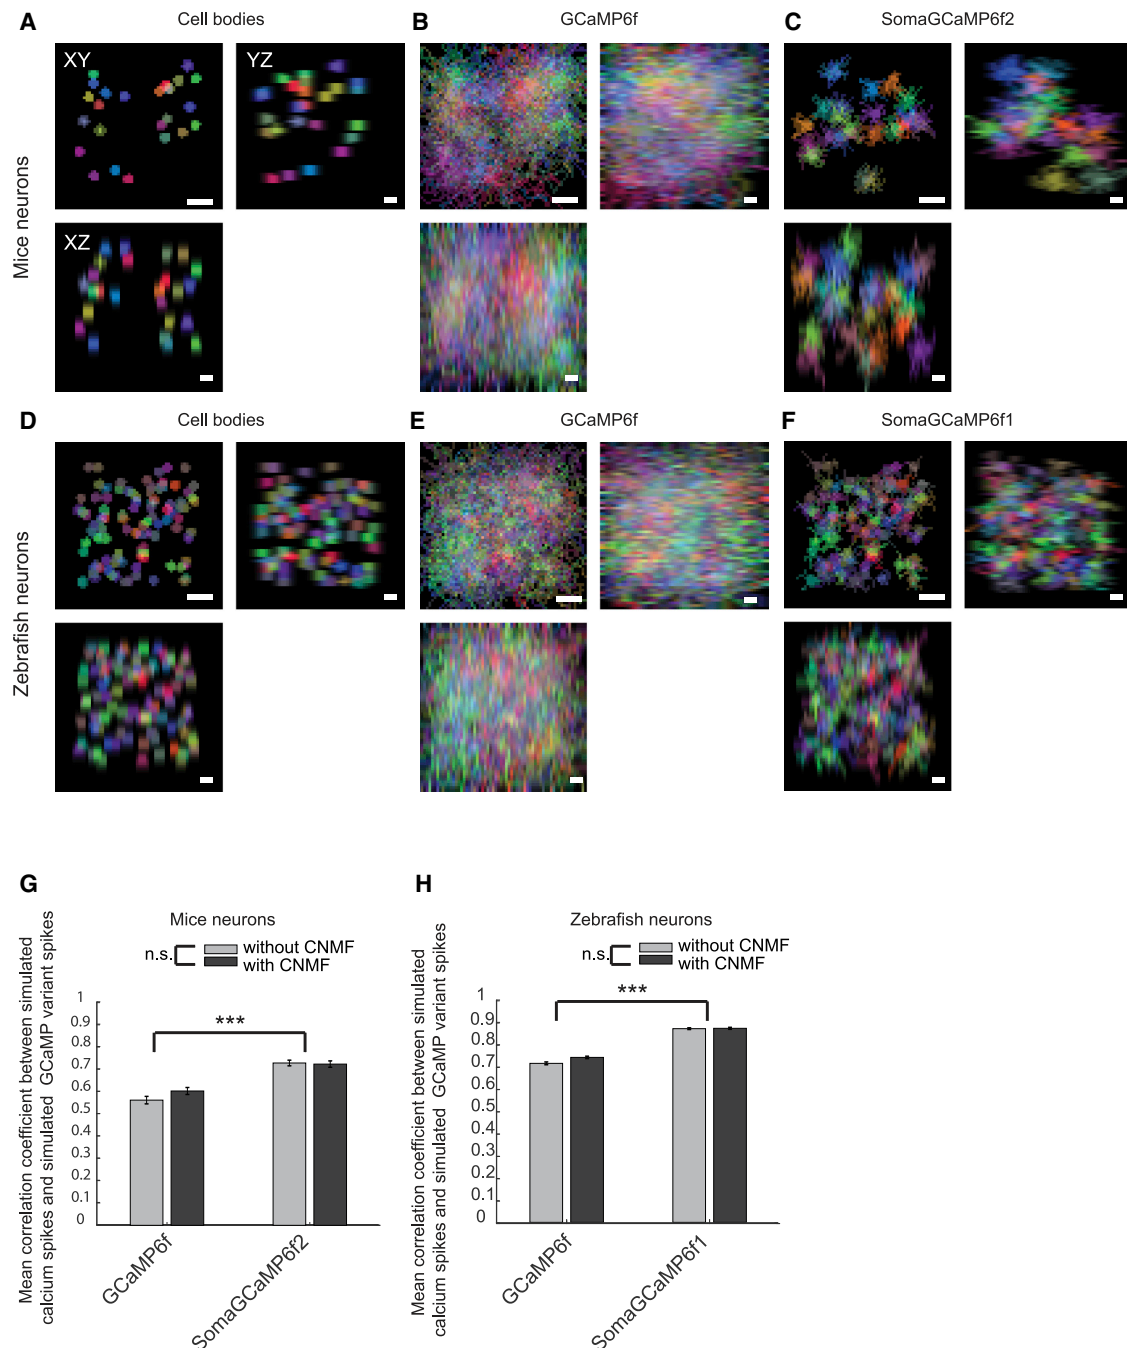 A Cell bodies B GCaMP6f C SomaGCaMP6f2
XY YZ
XZ
Mice neurons
D Cell bodies E GCaMP6f F SomaGCaMP6f1
Zebrafish neurons
G
Mice neurons
n.s. without CNMF
with CNMF
***
Mean correlation coefficient between simulated
calcium spikes and simulated GCaMP variant spikes
1
0.9
0.8
0.7
0.6
0.5
0.4
0.3
0.2
0.1
0
GCaMP6f
SomaGCaMP6f2
H
Zebrafish neurons
n.s. without CNMF
with CNMF
***
Mean correlation coefficient between simulated
calcium spikes and simulated GCaMP variant spikes
1
0.9
0.8
0.7
0.6
0.5
0.4
0.3
0.2
0.1
0
GCaMP6f
SomaGCaMP6f1